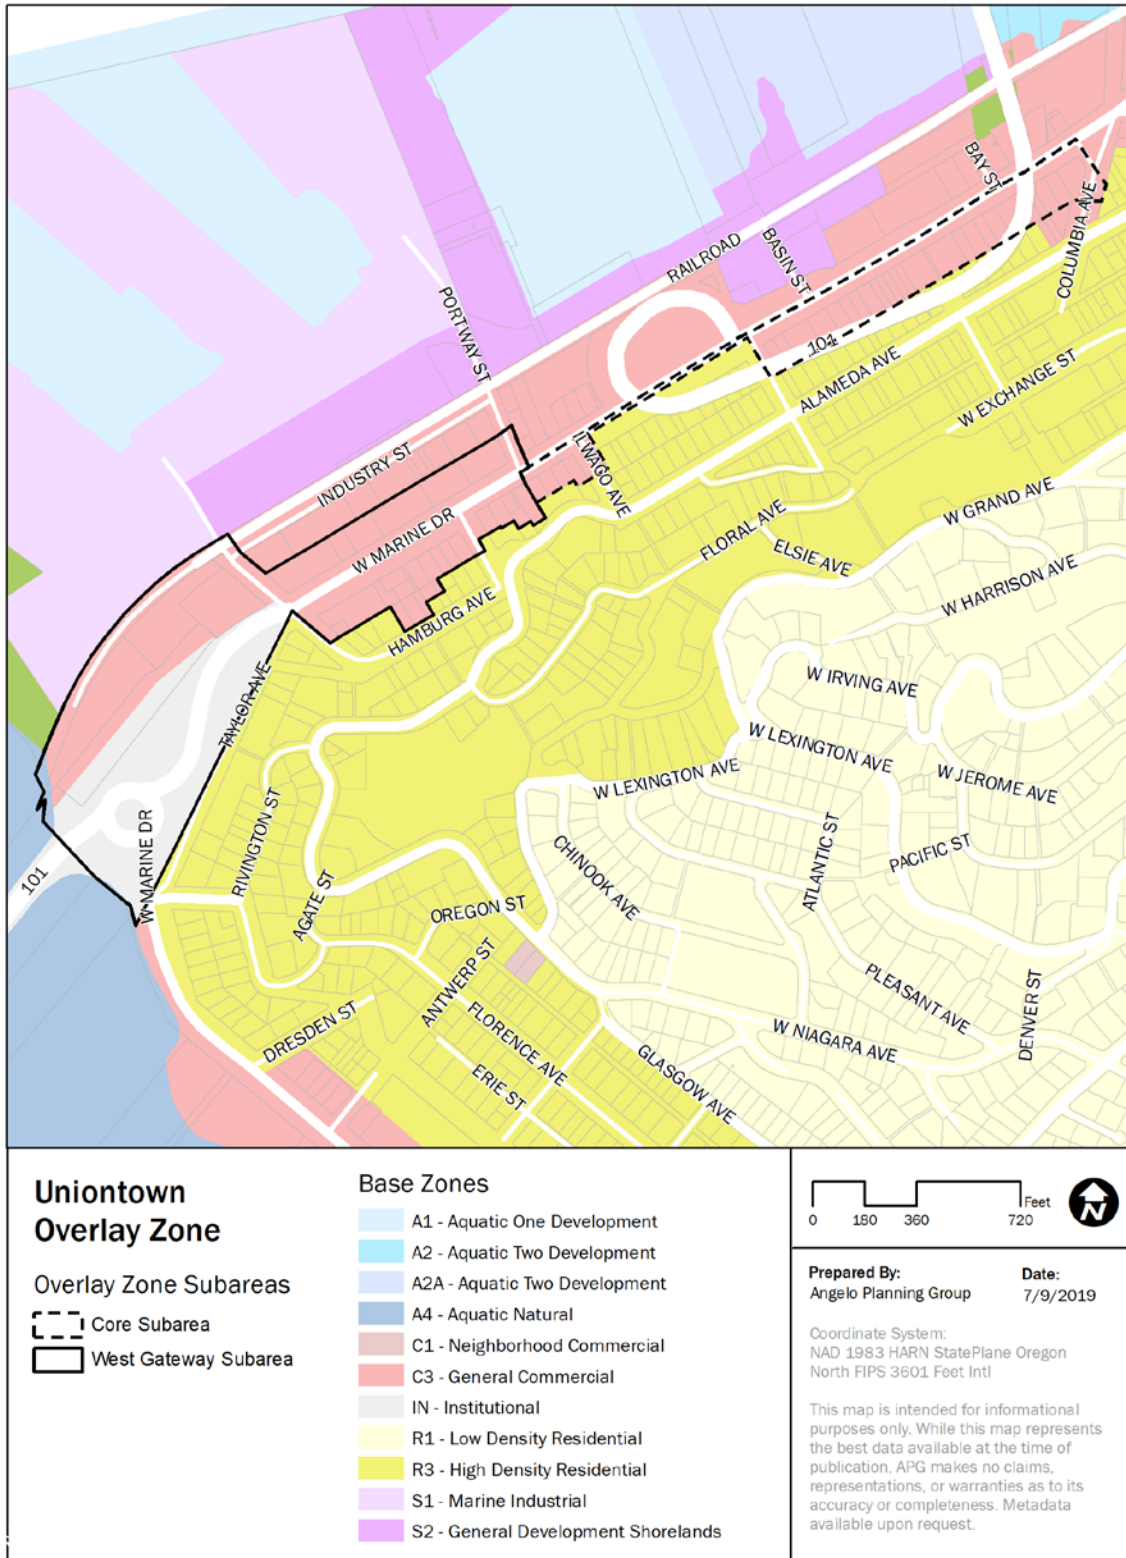 BAY ST
COLUMBIA AVE
BASIN ST
RAILROAD
PORTWAY ST
101
ALAMEDA AVE
W EXCHANGE ST
ILWACO AVE
INDUSTRY ST
W MARINE DR
W GRAND AVE
FLORAL AVE
ELSIE AVE
W HARRISON AVE
HAMBURG AVE
TAYLOR AVE
W IRVING AVE
W LEXINGTON AVE
W LEXINGTON AVE
W JEROME AVE
RIVINGTON ST
W MARINE DR
101
CHINOOK AVE
ATLANTIC ST
PACIFIC ST
AGATE ST
OREGON ST
ANTWERP ST
PLEASANT AVE
DENVER ST
DRESDEN ST
FLORENCE AVE
W NIAGARA AVE
ERIE ST
GLASGOW AVE
Uniontown
Overlay Zone
Overlay Zone Subareas
Core Subarea
West Gateway Subarea
Base Zones
A1 - Aquatic One Development
A2 - Aquatic Two Development
A2A - Aquatic Two Development
A4 - Aquatic Natural
C1 - Neighborhood Commercial
C3 - General Commercial
IN - Institutional
R1 - Low Density Residential
R3 - High Density Residential
S1 - Marine Industrial
S2 - General Development Shorelands
Feet
0 180 360 720
N
Prepared By:
Angelo Planning Group
Date:
7/9/2019
Coordinate System:
NAD 1983 HARN StatePlane Oregon
North FIPS 3601 Feet Intl
This map is intended for informational
purposes only. While this map represents
the best data available at the time of
publication, APG makes no claims,
representations, or warranties as to its
accuracy or completeness. Metadata
available upon request.